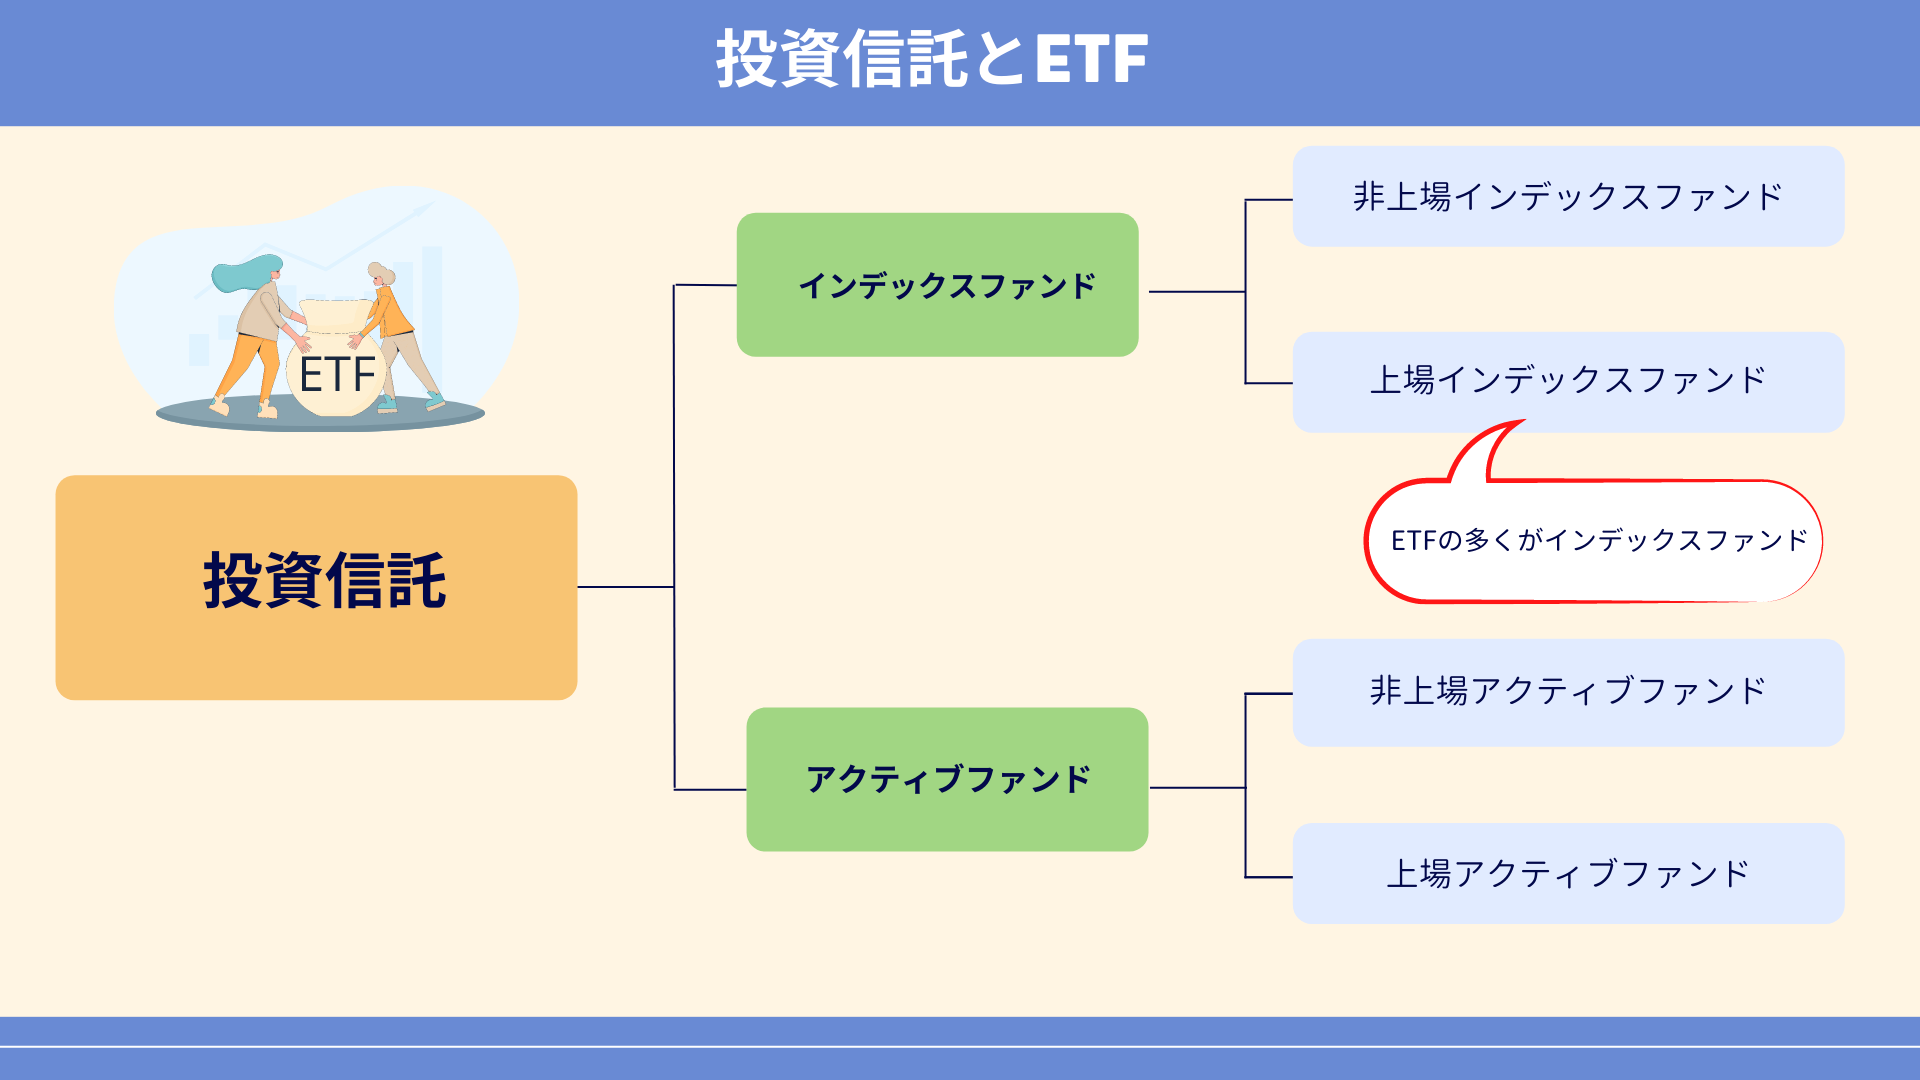 投資信託とETF
ETF
投資信託
インデックスファンド
アクティブファンド
非上場インデックスファンド
上場インデックスファンド
ETFの多くがインデックスファンド
非上場アクティブファンド
上場アクティブファンド